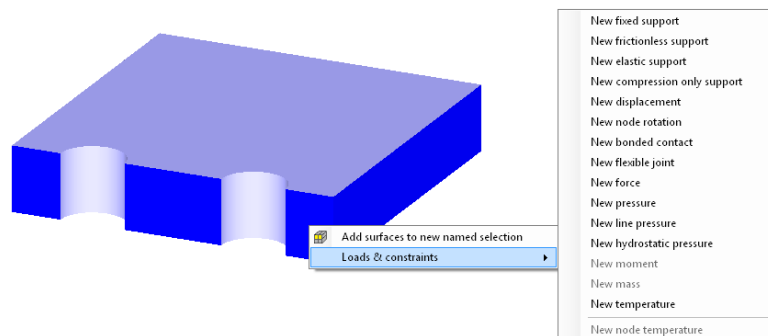 Add surfaces to new named selection
Loads & constraints
New fixed support
New frictionless support
New elastic support
New compression only support
New displacement
New node rotation
New bonded contact
New flexible joint
New force
New pressure
New line pressure
New hydrostatic pressure
New moment
New mass
New temperature
New node temperature